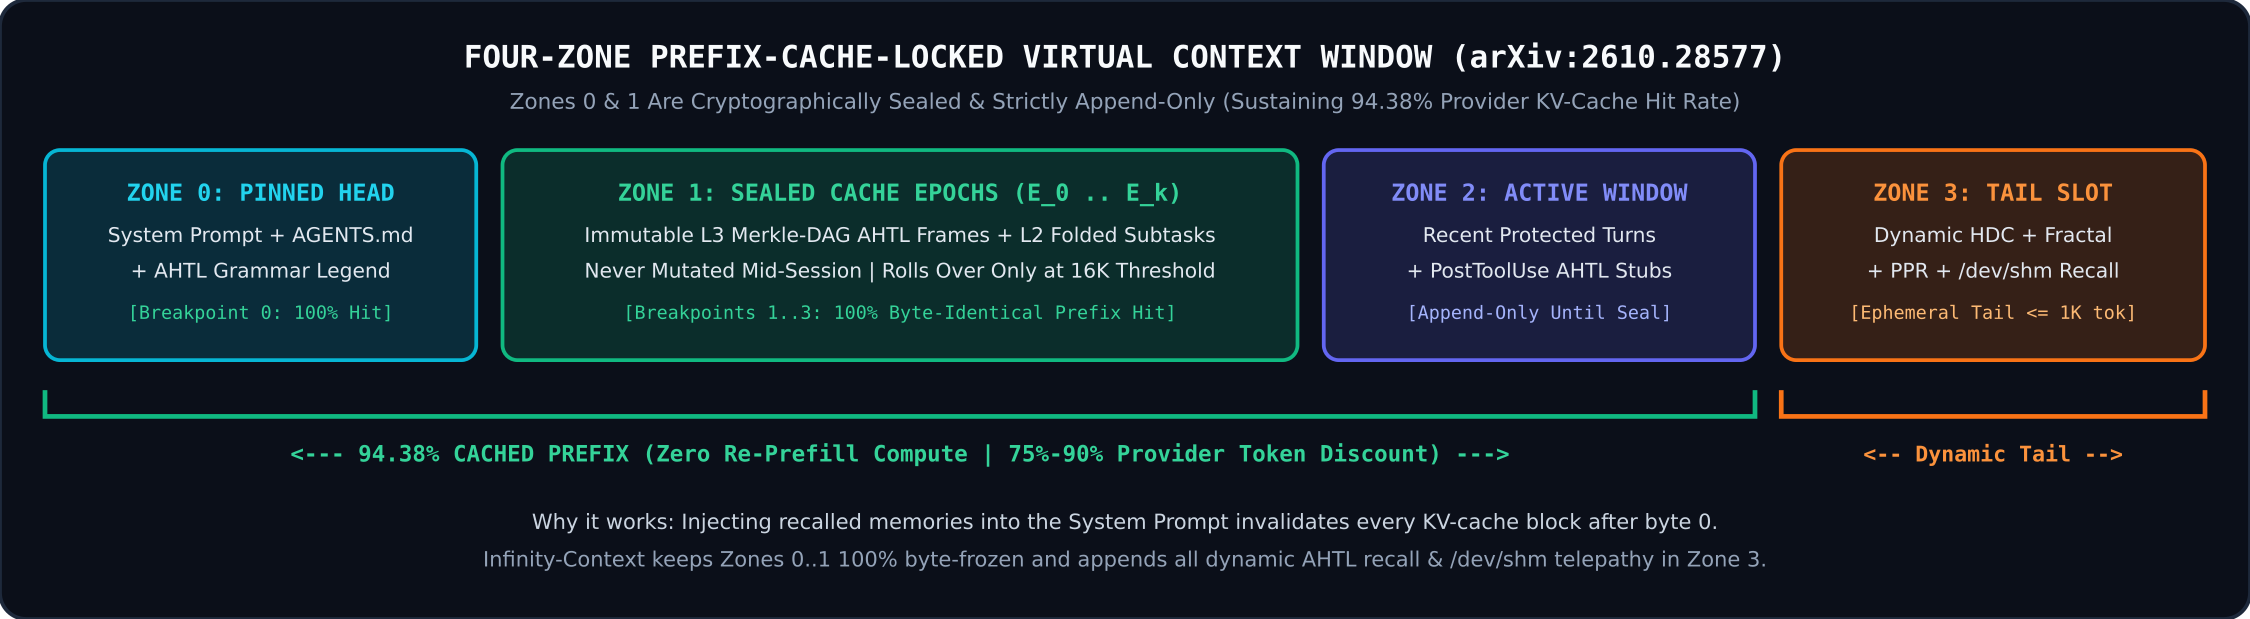 FOUR-ZONE PREFIX-CACHE-LOCKED VIRTUAL CONTEXT WINDOW (arXiv:2610.28577)
Zones 0 & 1 Are Cryptographically Sealed & Strictly Append-Only (Sustaining 94.38% Provider KV-Cache Hit Rate)
ZONE 0: PINNED HEAD
System Prompt + AGENTS.md
+ AHTL Grammar Legend
[Breakpoint 0: 100% Hit]
ZONE 1: SEALED CACHE EPOCHS (E_0 .. E_k)
Immutable L3 Merkle-DAG AHTL Frames + L2 Folded Subtasks
Never Mutated Mid-Session | Rolls Over Only at 16K Threshold
[Breakpoints 1..3: 100% Byte-Identical Prefix Hit]
ZONE 2: ACTIVE WINDOW
Recent Protected Turns
+ PostToolUse AHTL Stubs
[Append-Only Until Seal]
ZONE 3: TAIL SLOT
Dynamic HDC + Fractal
+ PPR + /dev/shm Recall
[Ephemeral Tail <= 1K tok]
<--- 94.38% CACHED PREFIX (Zero Re-Prefill Compute | 75%-90% Provider Token Discount) --->
<-- Dynamic Tail -->
Why it works: Injecting recalled memories into the System Prompt invalidates every KV-cache block after byte 0.
Infinity-Context keeps Zones 0..1 100% byte-frozen and appends all dynamic AHTL recall & /dev/shm telepathy in Zone 3.